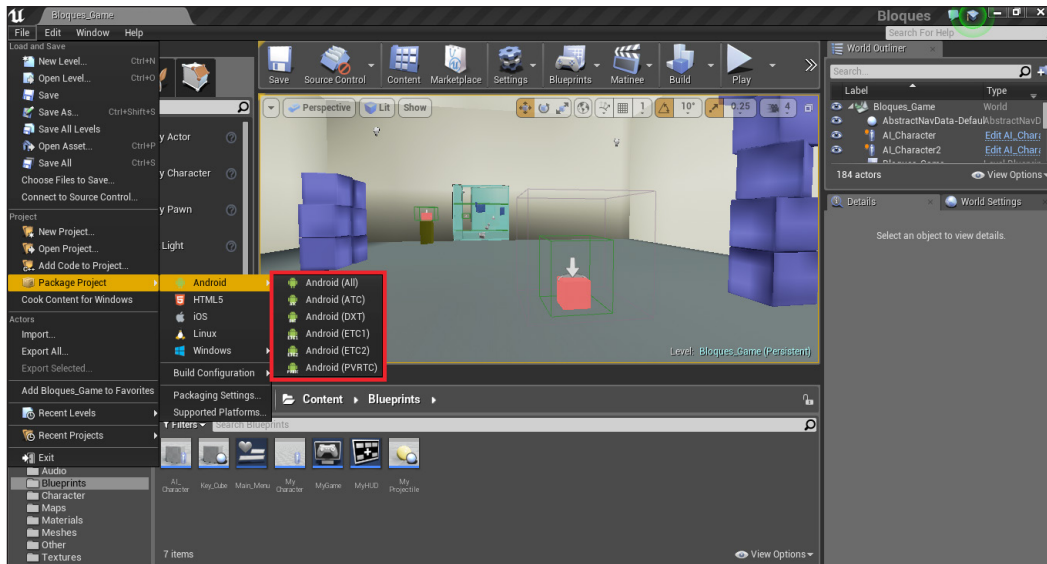 Bloques_Game
Bloques
File Edit Window Help
Search For Help
Load and Save
New Level... Ctrl+N
Open Level... Ctrl+O
Save
Save As... Ctrl+Shift+S
Save All Levels
Open Asset... Ctrl+P
Save All Ctrl+S
Choose Files to Save...
Connect to Source Control...
Project
New Project...
Open Project...
Add Code to Project...
Package Project
Cook Content for Windows
Actors
Import...
Export All...
Export Selected...
Add Bloques_Game to Favorites
Recent Levels
Recent Projects
Exit
Android
HTML5
iOS
Linux
Windows
Build Configuration
Packaging Settings...
Supported Platforms...
Android (All)
Android (ATC)
Android (DXT)
Android (ETC1)
Android (ETC2)
Android (PVRTC)
y Actor
y Character
y Pawn
Light
Save Source Control Content Marketplace Settings Blueprints Matinee Build Play
Perspective Lit Show
1 10° 0.25 4
Level: Bloques_Game (Persistent)
World Outliner
Search...
Label Type
Bloques_Game World
AbstractNavData-Defaul AbstractNavD
AI_Character Edit AI_Chara
AI_Character2 Edit AI_Chara
184 actors View Options
Details World Settings
Select an object to view details.
Content Blueprints
Filters Search Blueprints
Audio
Blueprints
Character
Maps
Materials
Meshes
Other
Textures
AI_
Character
Key_Cube
Main_Menu
My
Character
MyGame
MyHUD
My
Projectile
7 items View Options